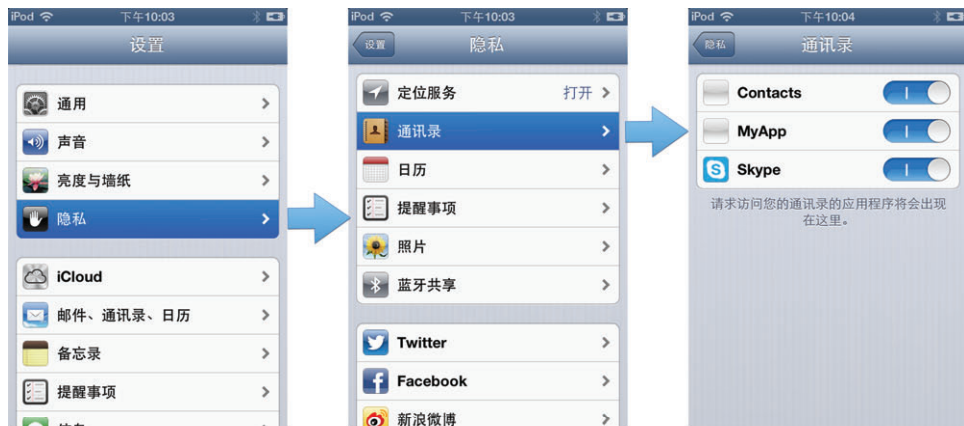 iPod 下午10:03
设置
通用
声音
亮度与墙纸
隐私
iCloud
邮件、通讯录、日历
备忘录
提醒事项
iPod 下午10:03
设置 隐私
定位服务 打开
通讯录
日历
提醒事项
照片
蓝牙共享
Twitter
Facebook
新浪微博
iPod 下午10:04
隐私 通讯录
Contacts
MyApp
Skype
请求访问您的通讯录的应用程序将会出现
在这里。